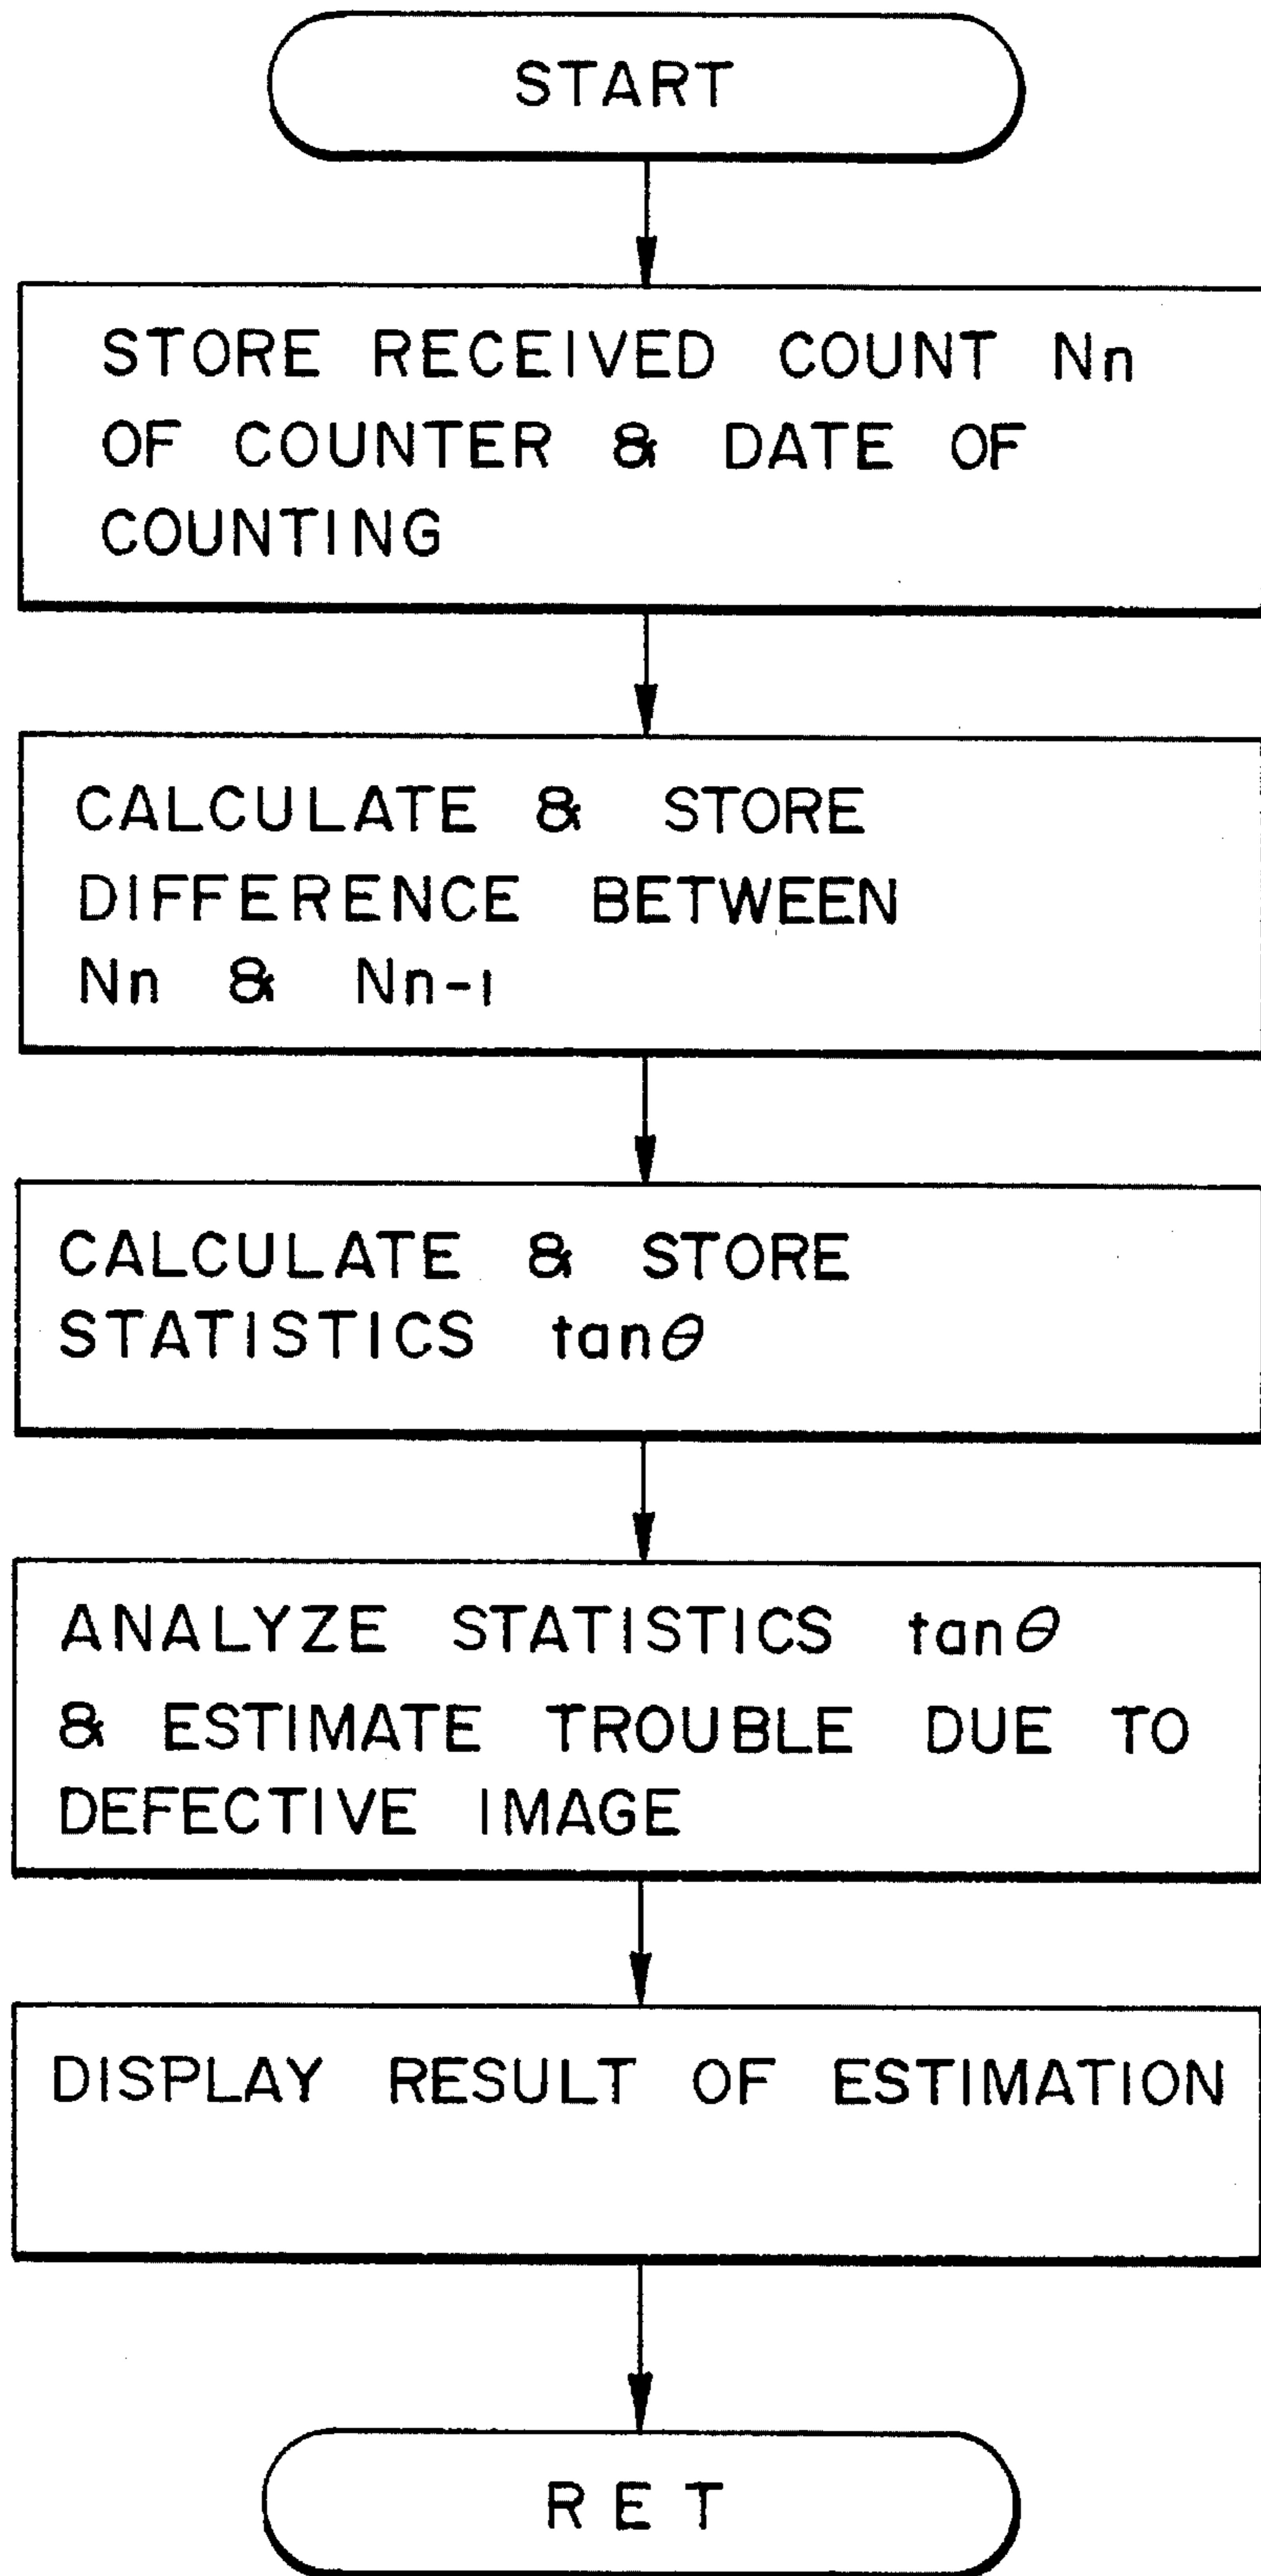 START
STORE RECEIVED COUNT Nn
OF COUNTER & DATE OF
COUNTING
CALCULATE & STORE
DIFFERENCE BETWEEN
Nn & Nn-1
CALCULATE & STORE
STATISTICS tanθ
ANALYZE STATISTICS tanθ
& ESTIMATE TROUBLE DUE TO
DEFECTIVE IMAGE
DISPLAY RESULT OF ESTIMATION
RET